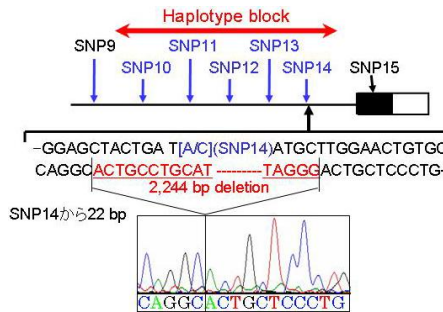 Haplotype block
SNP9 SNP11 SNP13
SNP10 SNP12 SNP14 SNP15
-GGAGCTACTGA T[A/C](SNP14)ATGCTTGGAACTGTGC
CAGGCACTGCCTGCAT ---------TAGGGACTGCTCCCTG-
2,244 bp deletion
SNP14から22 bp
CAGGCACTGCTCCCTG